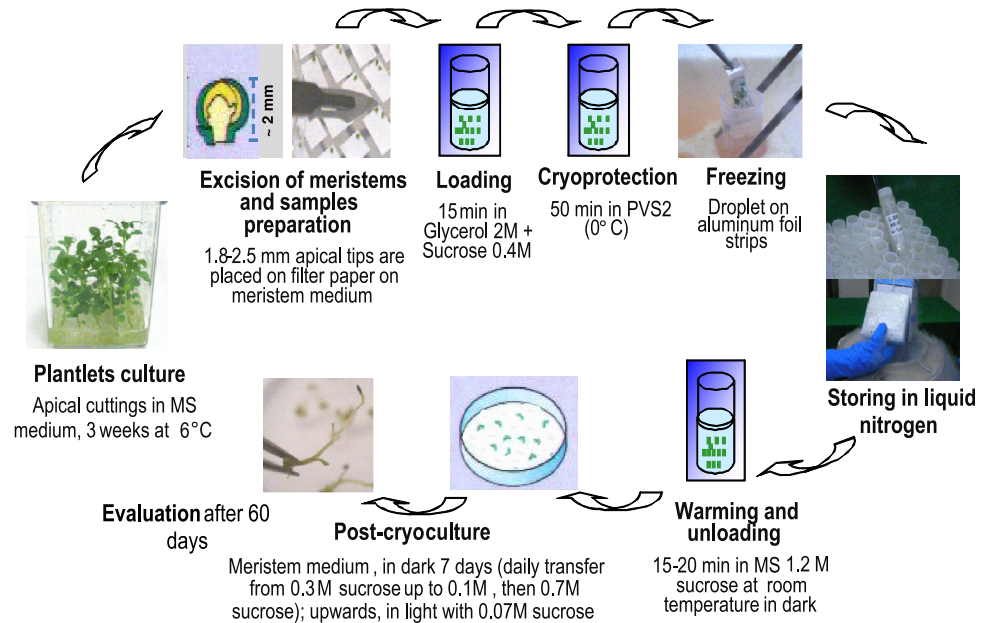 ~ 2 mm
Excision of meristems
and samples
preparation
1.8-2.5 mm apical tips are
placed on filter paper on
meristem medium
Loading
15 min in
Glycerol 2M +
Sucrose 0.4M
Cryoprotection
50 min in PVS2
(0° C)
Freezing
Droplet on
aluminum foil
strips
Plantlets culture
Apical cuttings in MS
medium, 3 weeks at 6°C
Storing in liquid
nitrogen
Warming and
unloading
15-20 min in MS 1.2 M
sucrose at room
temperature in dark
Post-cryoculture
Meristem medium , in dark 7 days (daily transfer
from 0.3M sucrose up to 0.1M , then 0.7M
sucrose); upwards, in light with 0.07M sucrose
Evaluation after 60
days